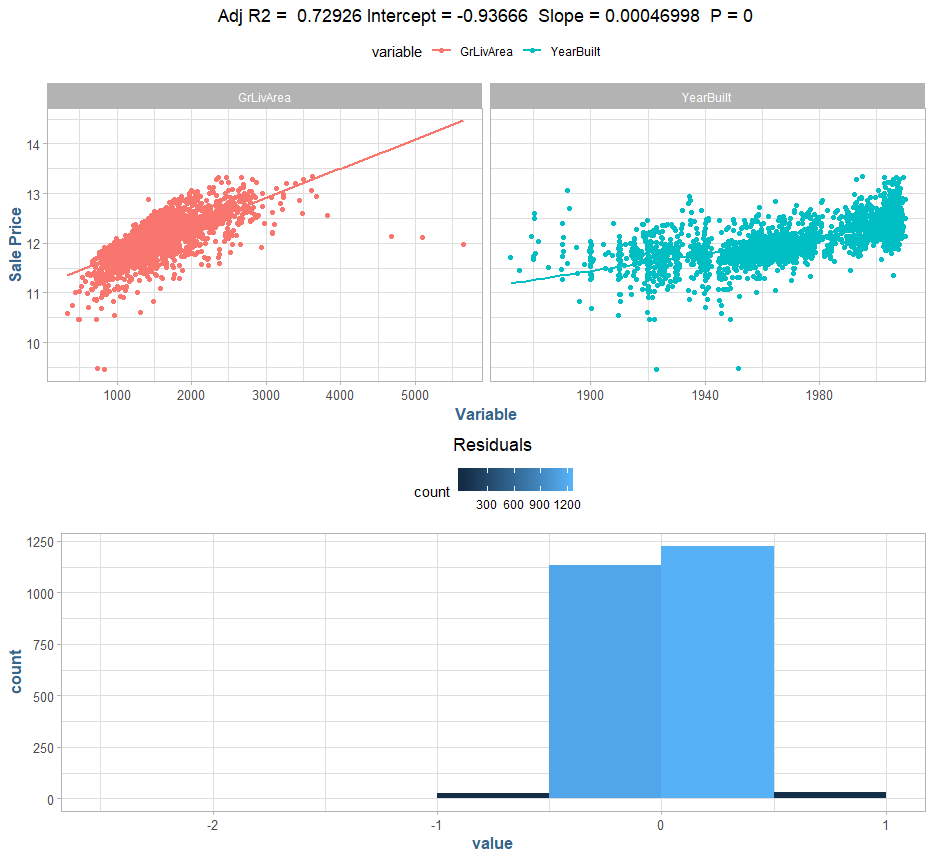 Adj R2 =  0.72926 Intercept = -0.93666  Slope = 0.00046998  P = 0
variable GrLivArea YearBuilt
GrLivArea YearBuilt
14
13
12
11
10
Sale Price
1000 2000 3000 4000 5000 1900 1940 1980
Variable
Residuals
count
300 600 900 1200
1250
1000
750
500
250
0
count
-2 -1 0 1
value